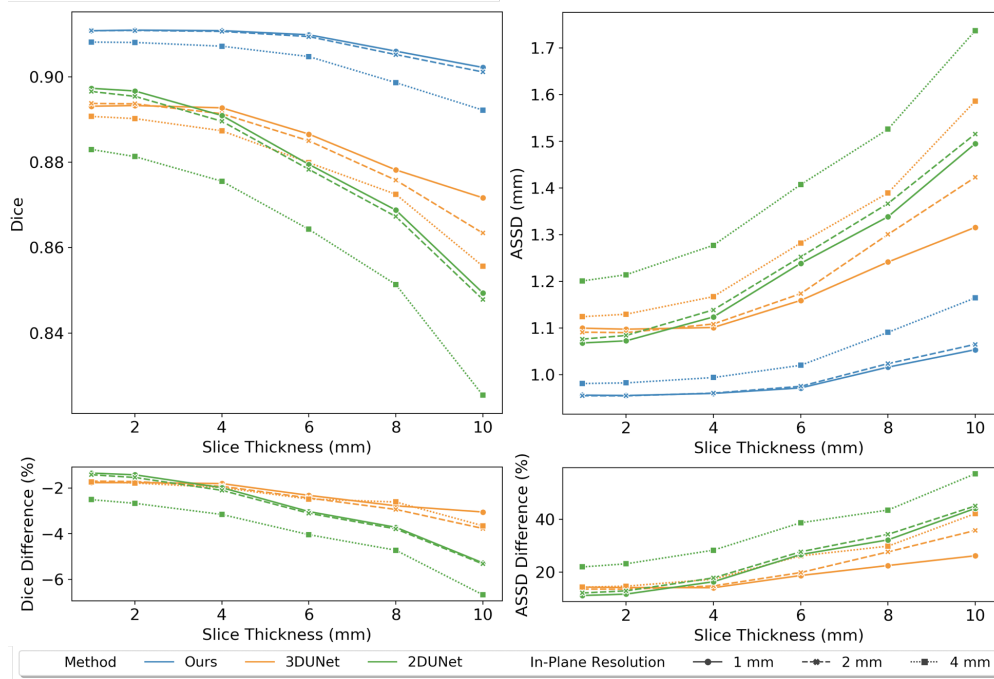 Dice
0.90
0.88
0.86
0.84
2 4 6 8 10
Slice Thickness (mm)
ASSD (mm)
1.7
1.6
1.5
1.4
1.3
1.2
1.1
1.0
2 4 6 8 10
Slice Thickness (mm)
Dice Difference (%)
−2
−4
−6
2 4 6 8 10
Slice Thickness (mm)
ASSD Difference (%)
40
20
2 4 6 8 10
Slice Thickness (mm)
Method Ours 3DUNet 2DUNet In-Plane Resolution 1 mm 2 mm 4 mm